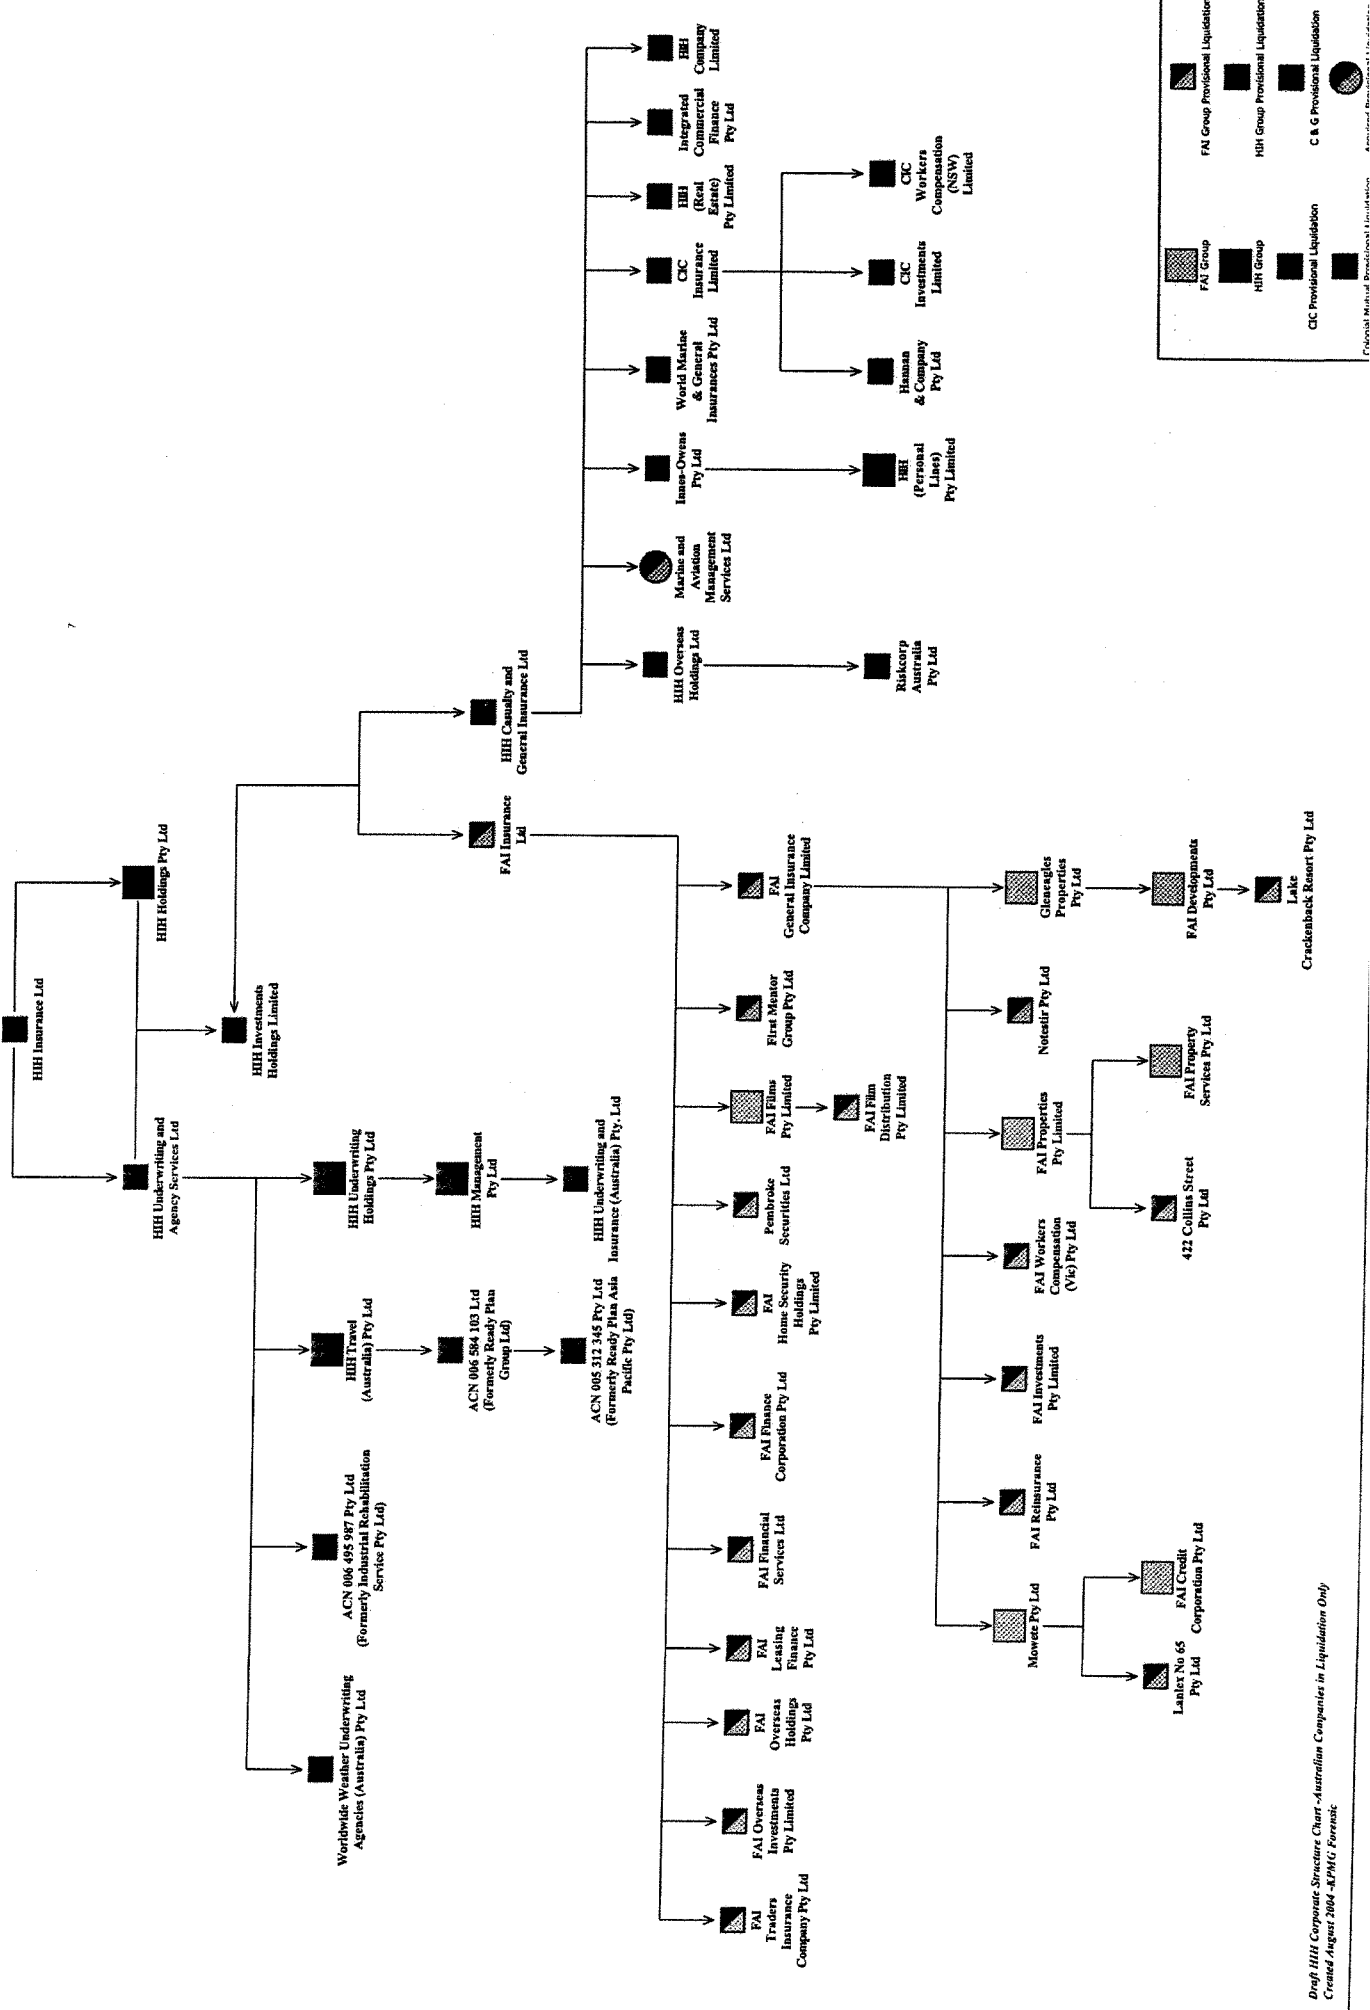 HIH Insurance Ltd
HIH Underwriting and
Agency Services Ltd
HIH Holdings Pty Ltd
HIH Investments
Holdings Limited
Worldwide Weather Underwriting
Agencies (Australia) Pty Ltd
ACN 006 495 987 Pty Ltd
(Formerly Industrial Rehabilitation
Service Pty Ltd)
HIH Travel
(Australia) Pty Ltd
HIH Underwriting
Holdings Pty Ltd
ACN 006 584 103 Ltd
(Formerly Ready Plan
Group Ltd)
HIH Management
Pty Ltd
ACN 005 312 345 Pty Ltd
(Formerly Ready Plan Asia
Pacific Pty Ltd)
HIH Underwriting and
Insurance (Australia) Pty. Ltd
FAI Insurance
Ltd
HIH Casualty and
General Insurance Ltd
HIH Overseas
Holdings Ltd
Marine and
Aviation
Management
Services Ltd
Innes-Owens
Pty Ltd
World Marine
& General
Insurances Pty Ltd
CIC
Insurance
Limited
HIH
(Real
Estate)
Pty Limited
Integrated
Commercial
Finance
Pty Ltd
HIH
Company
Limited
Riskcorp
Australia
Pty Ltd
HIH
(Personal
Lines)
Pty Limited
Hannan
& Company
Pty Ltd
CIC
Investments
Limited
CIC
Workers
Compensation
(NSW)
Limited
FAI
Traders
Insurance
Company Pty Ltd
FAI Overseas
Investments
Pty Limited
FAI
Overseas
Holdings
Pty Ltd
FAI
Leasing
Finance
Pty Ltd
FAI Financial
Services Ltd
FAI Finance
Corporation Pty Ltd
FAI
Home Security
Holdings
Pty Limited
Pembroke
Securities Ltd
FAI Films
Pty Limited
First Mentor
Group Pty Ltd
FAI
General Insurance
Company Limited
FAI Film
Distribution
Pty Limited
Mowete Pty Ltd
FAI Reinsurance
Pty Ltd
FAI Investments
Pty Limited
FAI Workers
Compensation
(Vic) Pty Ltd
FAI Properties
Pty Limited
Notestir Pty Ltd
Gleneagles
Properties
Pty Ltd
Lanlex No 65
Pty Ltd
FAI Credit
Corporation Pty Ltd
422 Collins Street
Pty Ltd
FAI Property
Services Pty Ltd
FAI Developments
Pty Ltd
Lake
Crackenback Resort Pty Ltd
FAI Group
FAI Group Provisional Liquidation
HIH Group
HIH Group Provisional Liquidation
CIC Provisional Liquidation
C & G Provisional Liquidation
Colonial Mutual Provisional Liquidation
Acquired Provisional Liquidation
Draft HIH Corporate Structure Chart -Australian Companies in Liquidation Only
Created August 2004 -KPMG Forensic